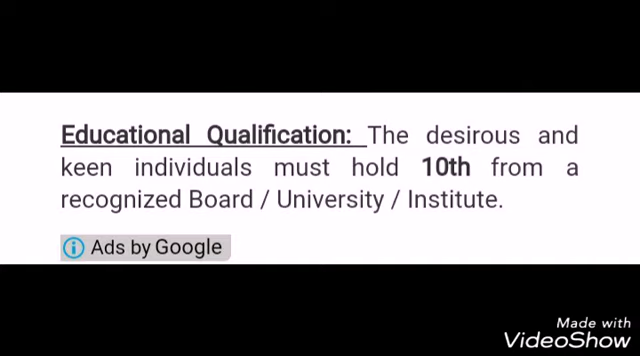 Educational Qualification: The desirous and
keen individuals must hold 10th from a
recognized Board / University / Institute.
Ads by Google
Made with
VideoShow